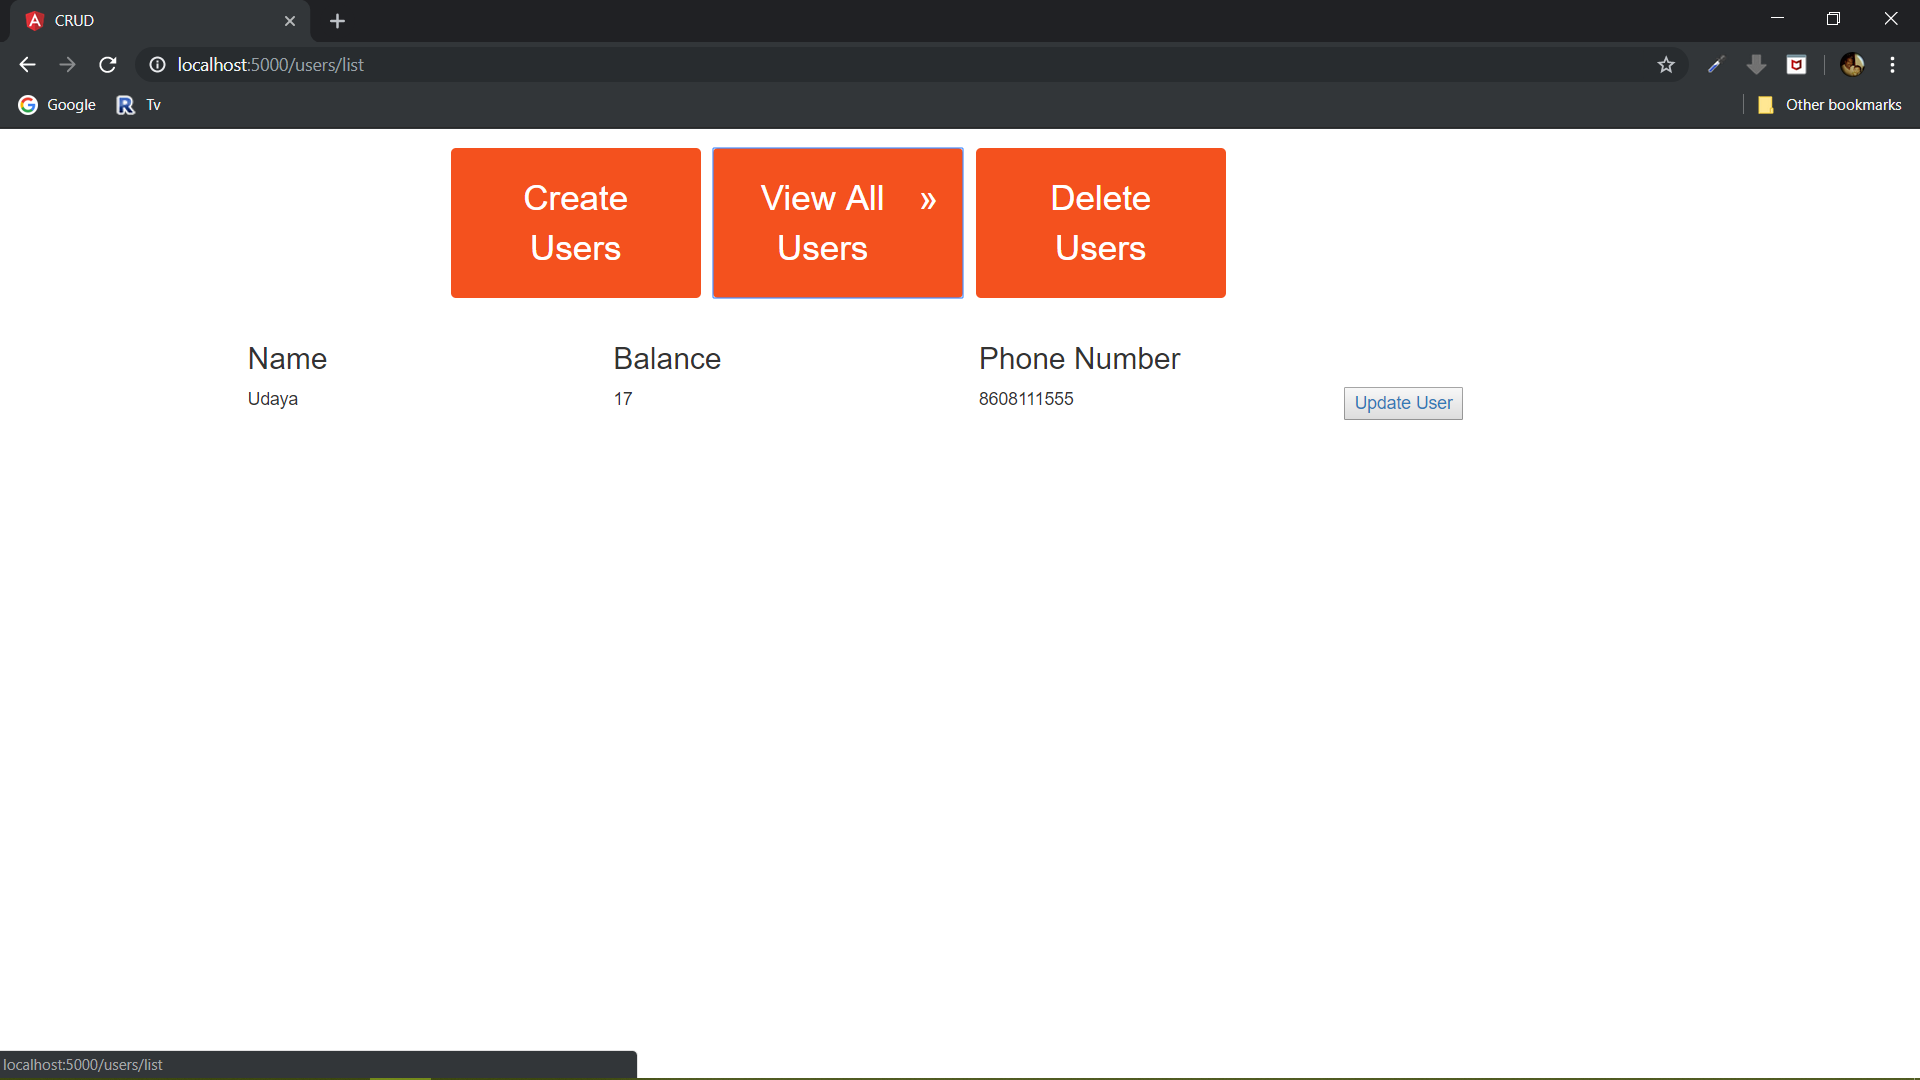 CRUD
localhost:5000/users/list
Google
Tv
Other bookmarks
Create
Users
View All »
Users
Delete
Users
Name Balance Phone Number
Udaya 17 8608111555 Update User
localhost:5000/users/list